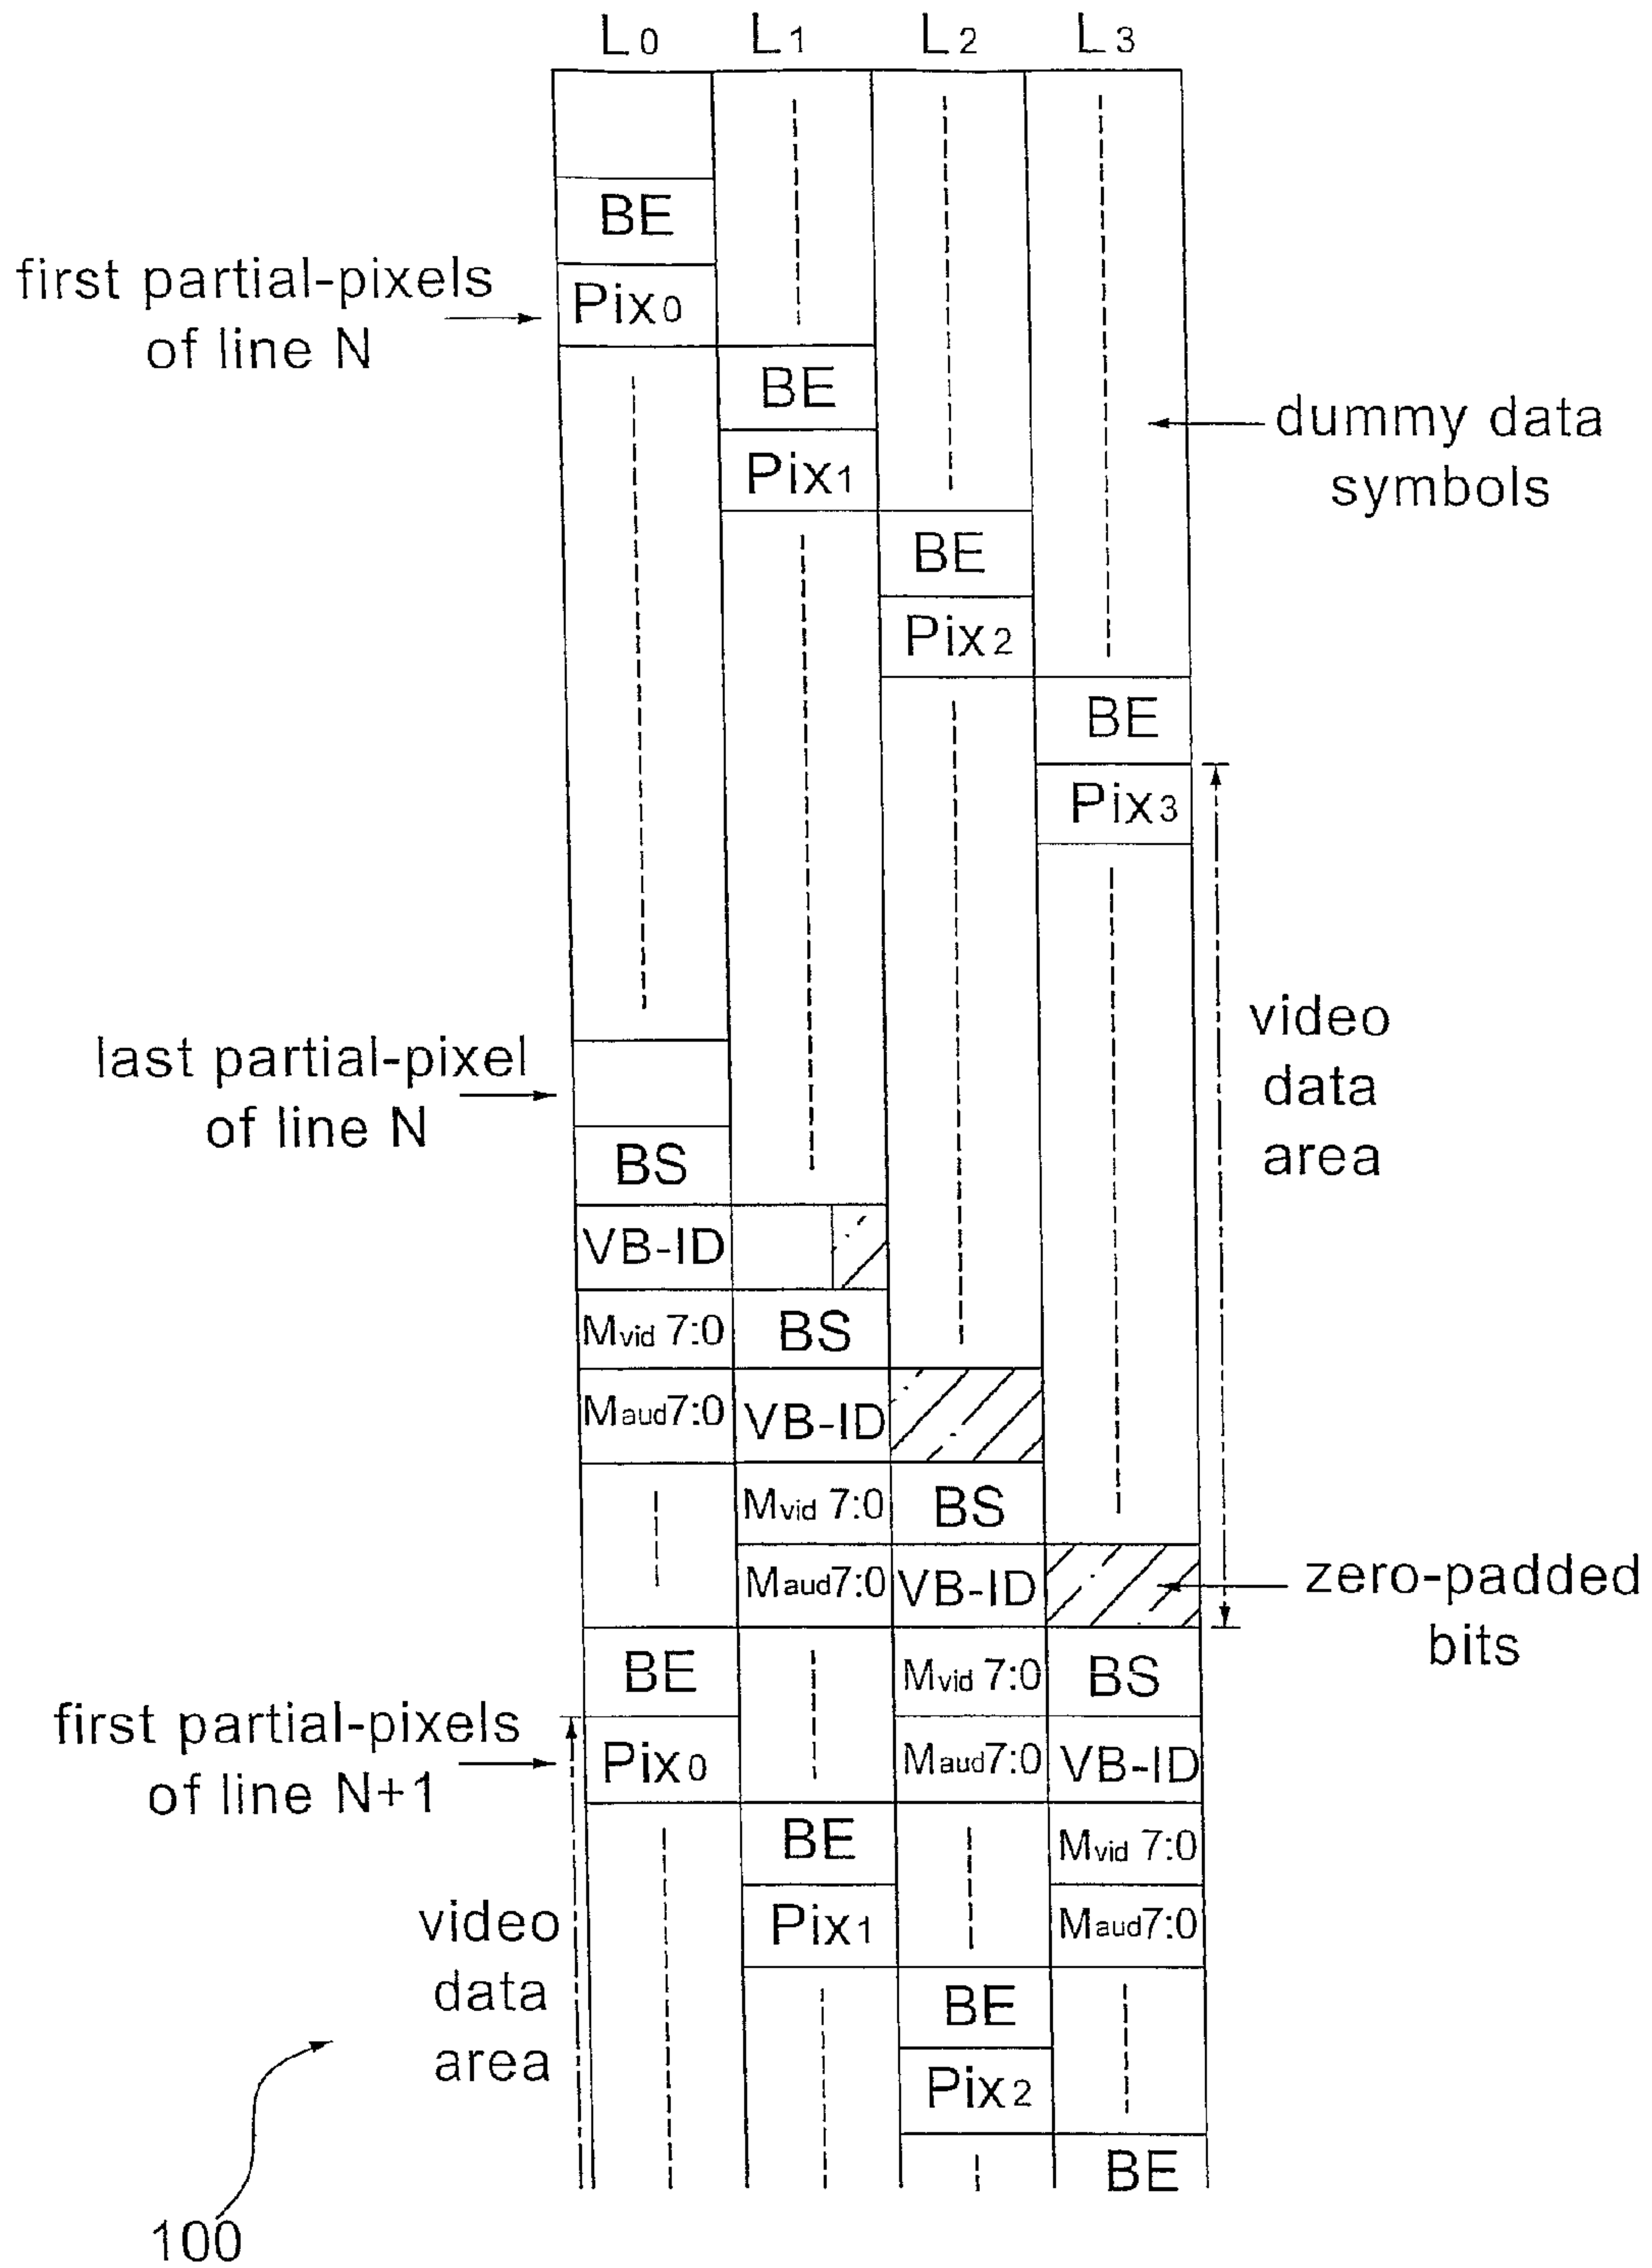 L0 L1 L2 L3
BE
first partial-pixels
of line N
Pix0
BE
dummy data
symbols
Pix1
BE
Pix2
BE
Pix3
video
data
area
last partial-pixel
of line N
BS
VB-ID
Mvid 7:0 BS
Maud7:0 VB-ID
Mvid 7:0 BS
Maud7:0 VB-ID
zero-padded
bits
BE Mvid 7:0 BS
first partial-pixels
of line N+1
Pix0 Maud7:0 VB-ID
BE Mvid 7:0
Pix1 Maud7:0
video
data
area
BE
Pix2
BE
100